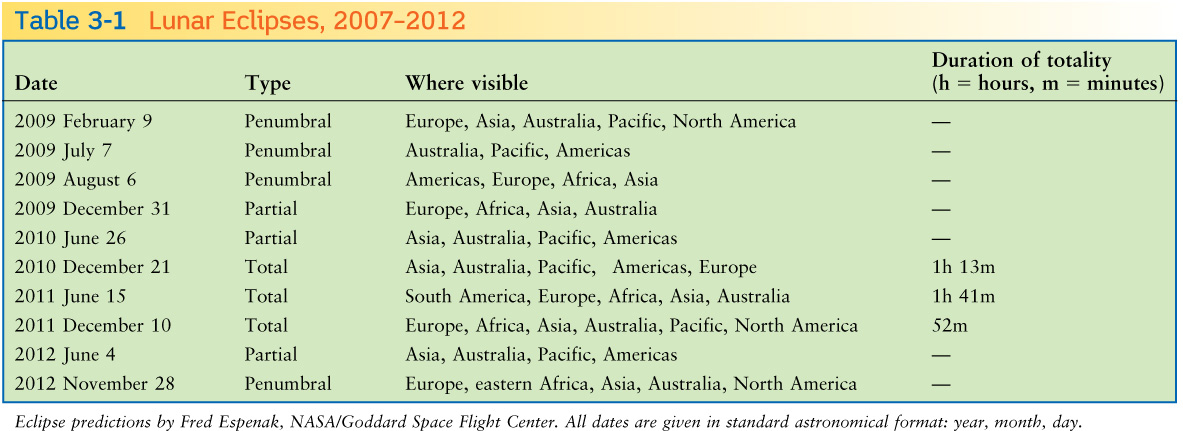 Table 3-1 Lunar Eclipses, 2007–2012
Duration of totality
Date Type Where visible (h = hours, m = minutes)
2009 February 9 Penumbral Europe, Asia, Australia, Pacific, North America —
2009 July 7 Penumbral Australia, Pacific, Americas —
2009 August 6 Penumbral Americas, Europe, Africa, Asia —
2009 December 31 Partial Europe, Africa, Asia, Australia —
2010 June 26 Partial Asia, Australia, Pacific, Americas —
2010 December 21 Total Asia, Australia, Pacific, Americas, Europe 1h 13m
2011 June 15 Total South America, Europe, Africa, Asia, Australia 1h 41m
2011 December 10 Total Europe, Africa, Asia, Australia, Pacific, North America 52m
2012 June 4 Partial Asia, Australia, Pacific, Americas —
2012 November 28 Penumbral Europe, eastern Africa, Asia, Australia, North America —
Eclipse predictions by Fred Espenak, NASA/Goddard Space Flight Center. All dates are given in standard astronomical format: year, month, day.